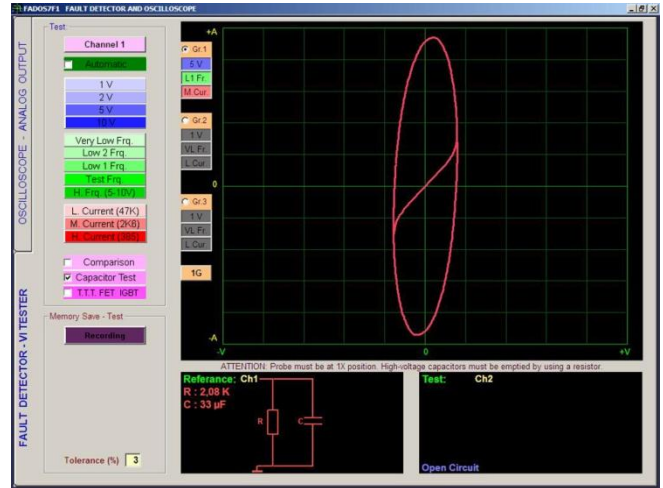 FADOS7F1 FAULT DETECTOR AND OSCILLOSCOPE
OSCILLOSCOPE - ANALOG OUTPUT
FAULT DETECTOR - VI TESTER
Test
Channel 1
Automatic
1 V
2 V
5 V
10 V
Very Low Frq.
Low 2 Frq.
Low 1 Frq.
Test Frq.
H. Frq. (5-10V)
L. Current (47K)
M. Current (2K6)
H. Current (385)
Comparison
Capacitor Test
T.T.T. FET IGBT
Memory Save - Test
Recording
Tolerance (%) 3
Gr.1
5 V
L1 Fr.
M.Cur
Gr.2
1 V
VL Fr.
L.Cur
Gr.3
1 V
VL Fr.
L.Cur
1G
+A
0
-A
-V
0
+V
ATTENTION: Probe must be at 1X position. High-voltage capacitors must be emptied by using a resistor.
Referance: Ch1
R : 2,08 K
C : 33 µF
R
C
Test: Ch2
Open Circuit